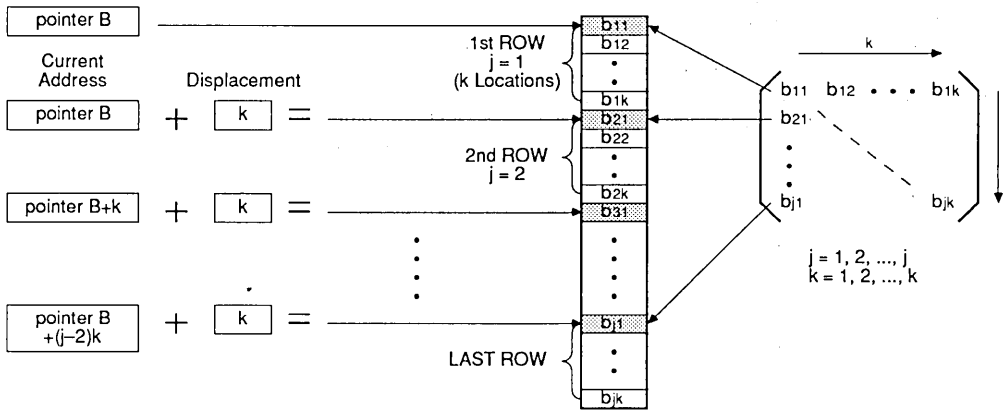 pointer B
Current
Address
Displacement
pointer B + k =
pointer B+k + k =
pointer B
+(j–2)k + k =
1st ROW
j = 1
(k Locations)
2nd ROW
j = 2
LAST ROW
b11
b12
b1k
b21
b22
b2k
b31
bj1
bjk
k
b11 b12 • • • b1k
b21
bj1 bjk
j = 1, 2, ..., j
k = 1, 2, ..., k